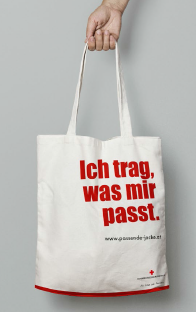 Ich trag,
was mir
passt.
www.passende-jacke.at